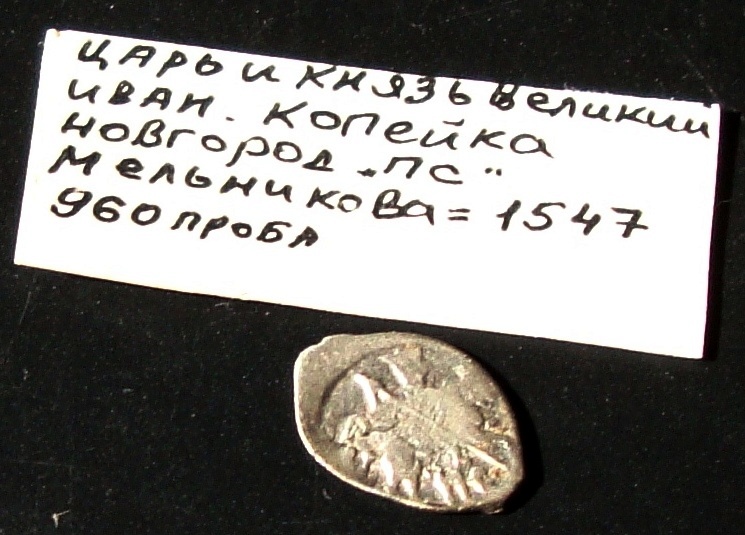 ЦАРЬ И КНЯЗЬ ВЕЛИКИЙ
ИВАН. КОПЕЙКА
НОВГОРОД „ПС"
МЕЛЬНИКОВА = 1547
960 ПРОБА